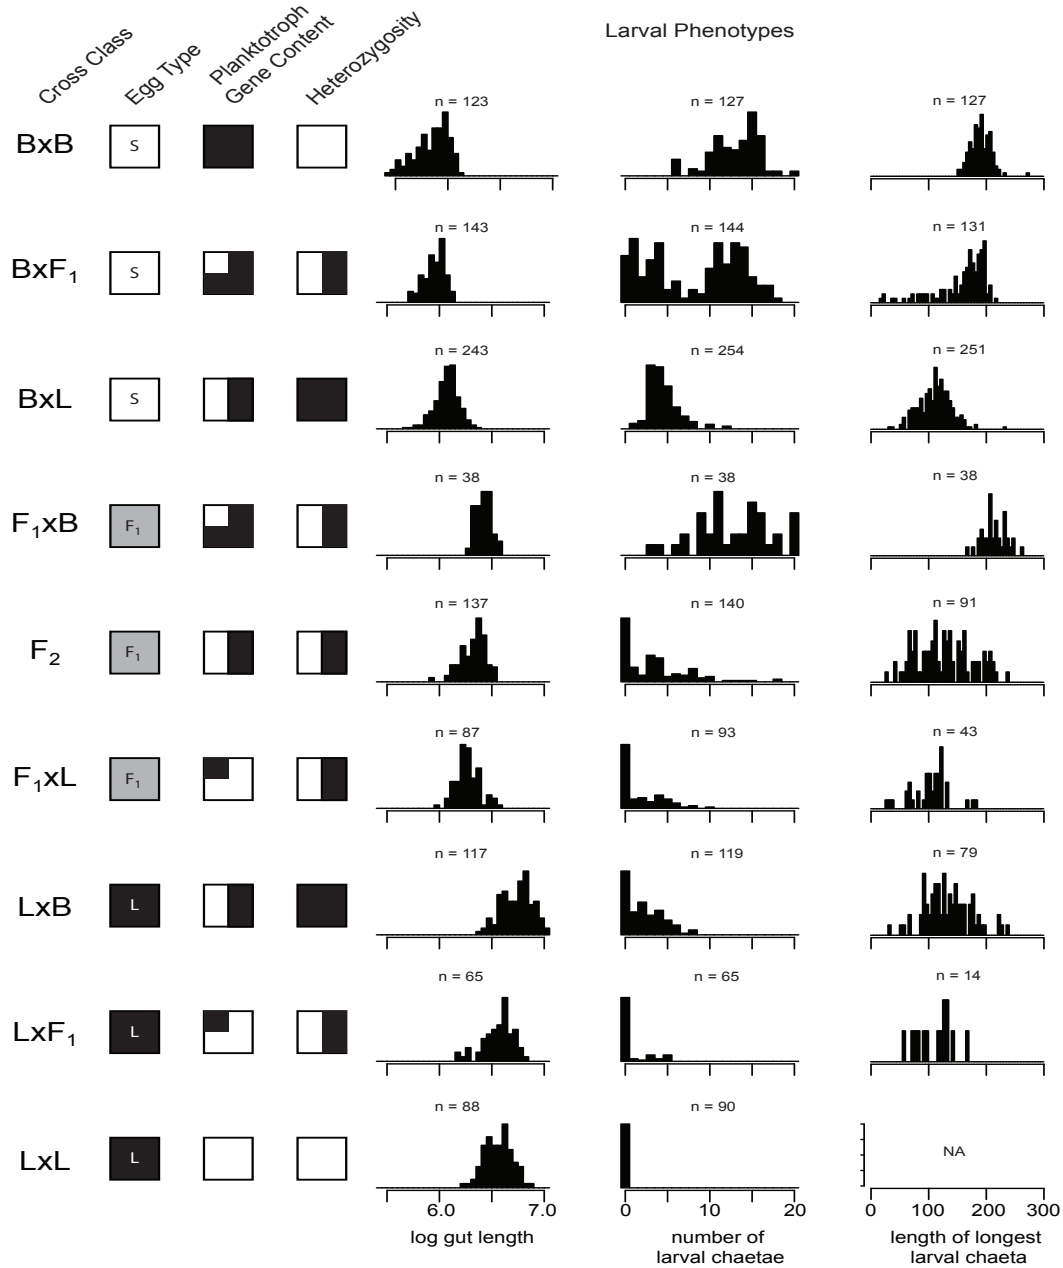 Larval Phenotypes
Cross Class
Egg Type
Planktotroph
Gene Content
Heterozygosity
BxB
S
n = 123
n = 127
n = 127
BxF₁
S
n = 143
n = 144
n = 131
BxL
S
n = 243
n = 254
n = 251
F₁xB
F₁
n = 38
n = 38
n = 38
F₂
F₁
n = 137
n = 140
n = 91
F₁xL
F₁
n = 87
n = 93
n = 43
LxB
L
n = 117
n = 119
n = 79
LxF₁
L
n = 65
n = 65
n = 14
LxL
L
n = 88
n = 90
NA
6.0 7.0
0 20
0 100 200 300
log gut length
number of
larval chaetae
length of longest
larval chaeta